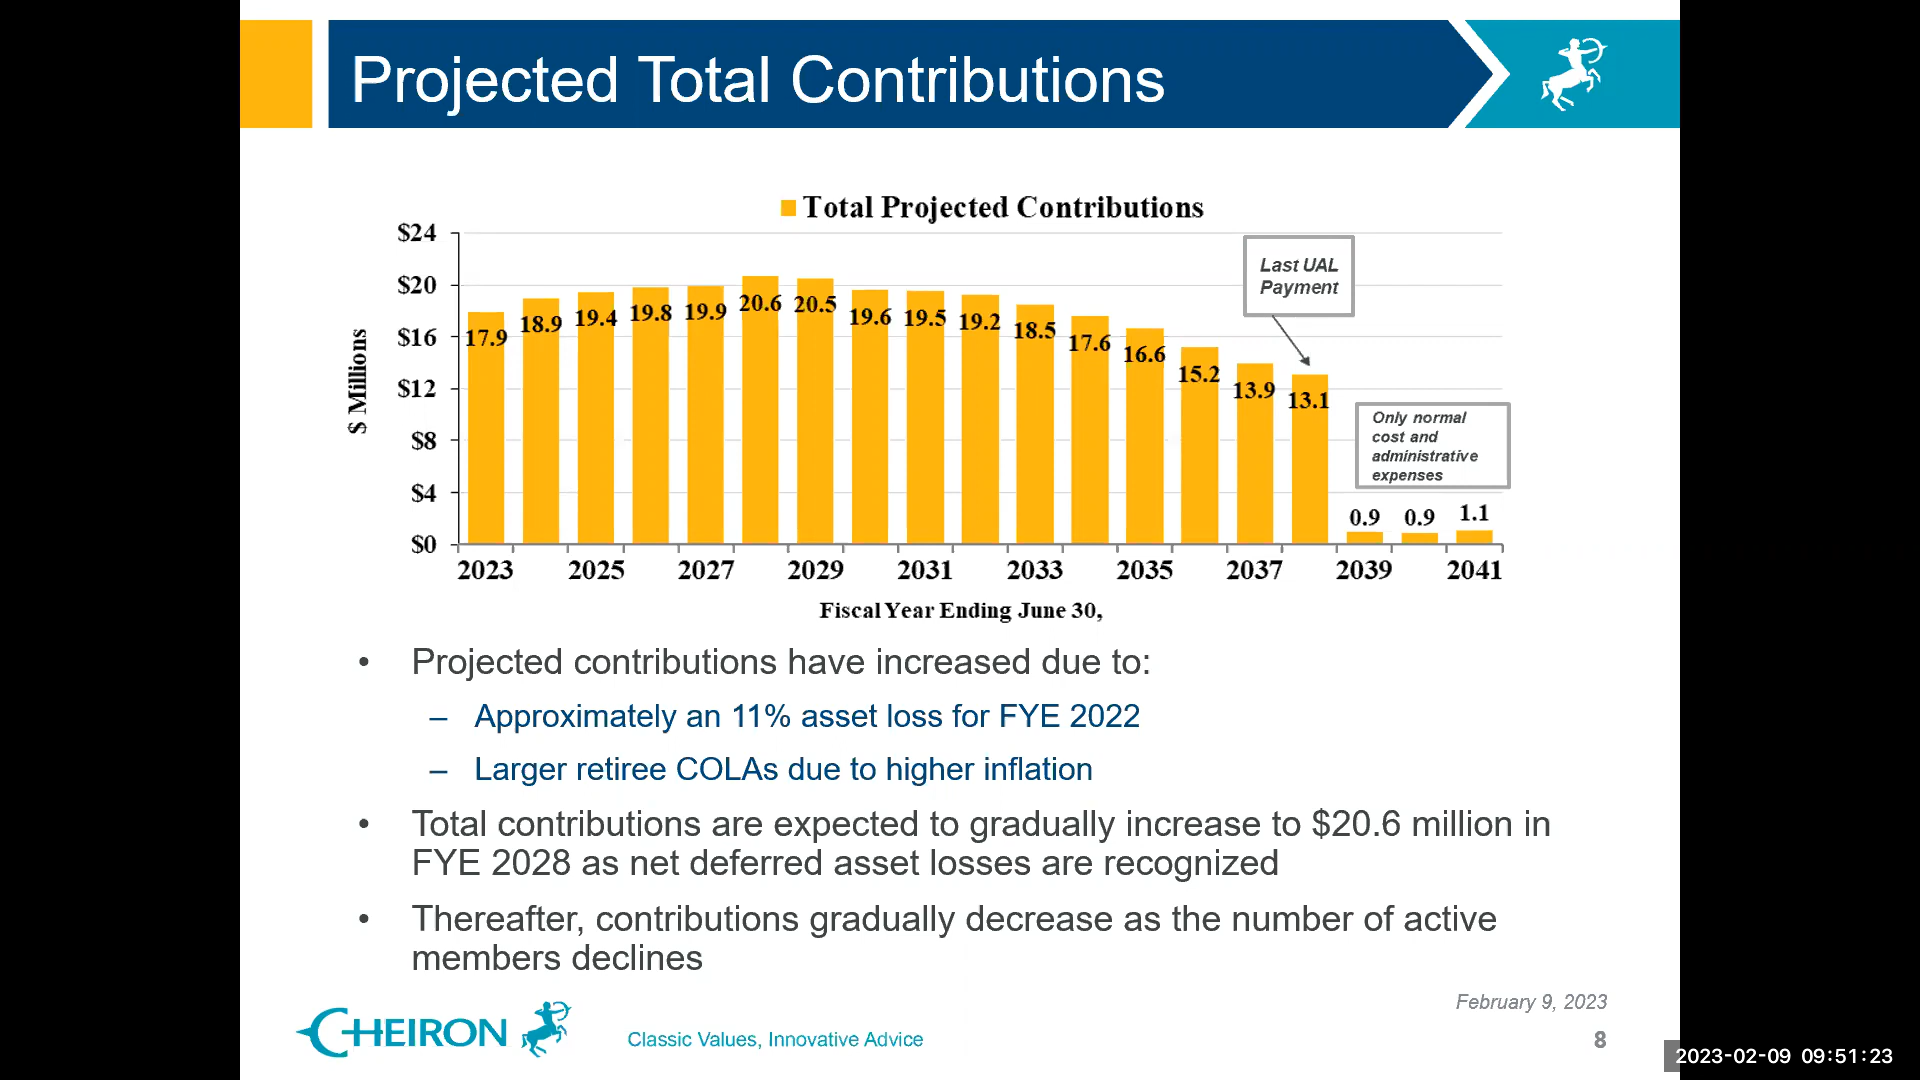 Projected Total Contributions
Total Projected Contributions
$24
$20
$16
$12
$8
$4
$0
$ Millions
17.9
18.9
19.4
19.8
19.9
20.6
20.5
19.6
19.5
19.2
18.5
17.6
16.6
15.2
13.9
13.1
0.9
0.9
1.1
Last UAL
Payment
Only normal
cost and
administrative
expenses
2023
2025
2027
2029
2031
2033
2035
2037
2039
2041
Fiscal Year Ending June 30,
• Projected contributions have increased due to:
– Approximately an 11% asset loss for FYE 2022
– Larger retiree COLAs due to higher inflation
• Total contributions are expected to gradually increase to $20.6 million in
FYE 2028 as net deferred asset losses are recognized
• Thereafter, contributions gradually decrease as the number of active
members declines
February 9, 2023
CHEIRON
Classic Values, Innovative Advice
8
2023-02-09 09:51:23